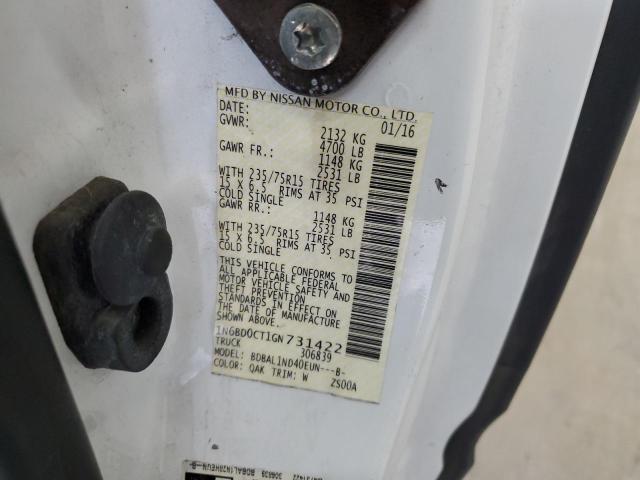 MFD BY NISSAN MOTOR CO., LTD.
DATE: 01/16
GVWR: 2132 KG
4700 LB
GAWR FR.: 1148 KG
2531 LB
WITH 235/75R15 TIRES
15 X 6.5 RIMS AT 35 PSI
COLD SINGLE
GAWR RR.: 1148 KG
2531 LB
WITH 235/75R15 TIRES
15 X 6.5 RIMS AT 35 PSI
COLD SINGLE
THIS VEHICLE CONFORMS TO
ALL APPLICABLE FEDERAL
MOTOR VEHICLE SAFETY AND
THEFT PREVENTION
STANDARDS IN EFFECT ON
THE DATE OF MANUFACTURE
SHOWN ABOVE.
1N6BD0CT1GN731422
TRUCK 306839
MODEL: BDBAL1ND40EUN---B-
COLOR: QAK TRIM: W ZS00A